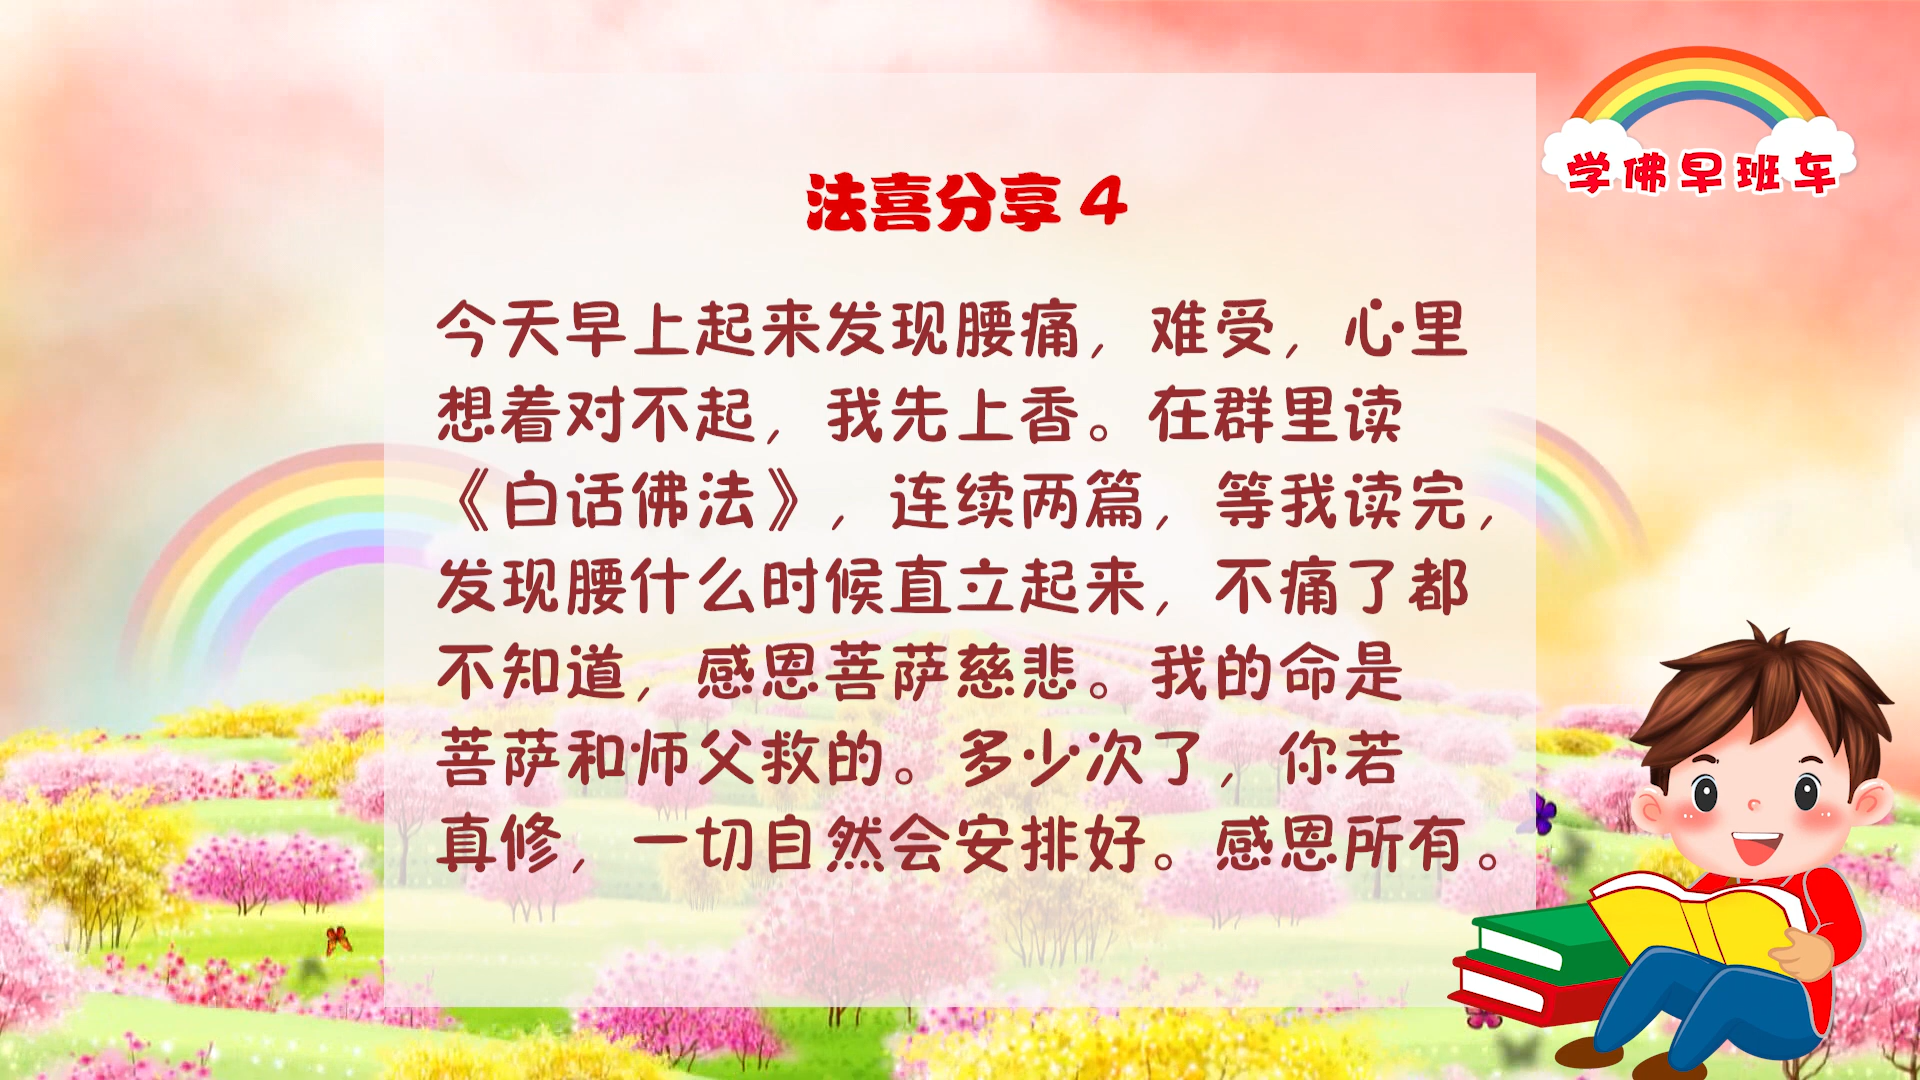 学佛早班车
法喜分享 4
今天早上起来发现腰痛，难受，心里
想着对不起，我先上香。在群里读
《白话佛法》，连续两篇，等我读完，
发现腰什么时候直立起来，不痛了都
不知道，感恩菩萨慈悲。我的命是
菩萨和师父救的。多少次了，你若
真修，一切自然会安排好。感恩所有。